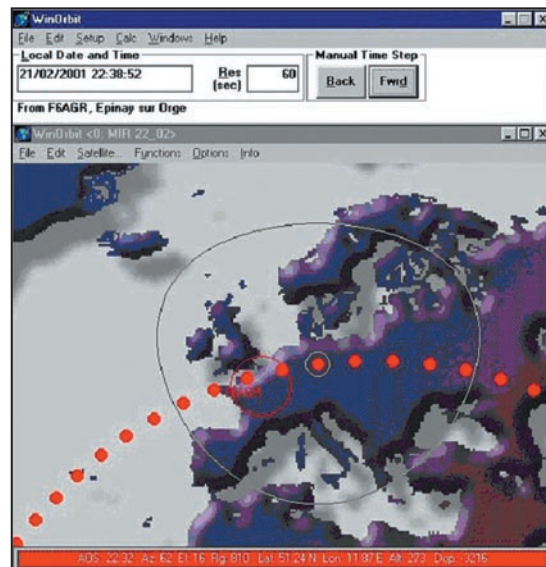 WinOrbit
File Edit Setup Calc Windows Help
Local Date and Time
21/02/2001 22:38:52
Res (sec)
60
Manual Time Step
Back
Fwrd
From F6AGR, Epinay sur Orge
WinOrbit <0: MIR 22_02>
File Edit Satellite... Functions Options Info
AOS: 22:32 Az: 62 El: 16 Rg: 810 Lat: 51.24 N Lon: 11.87 E Alt: 273 Dop: -3216